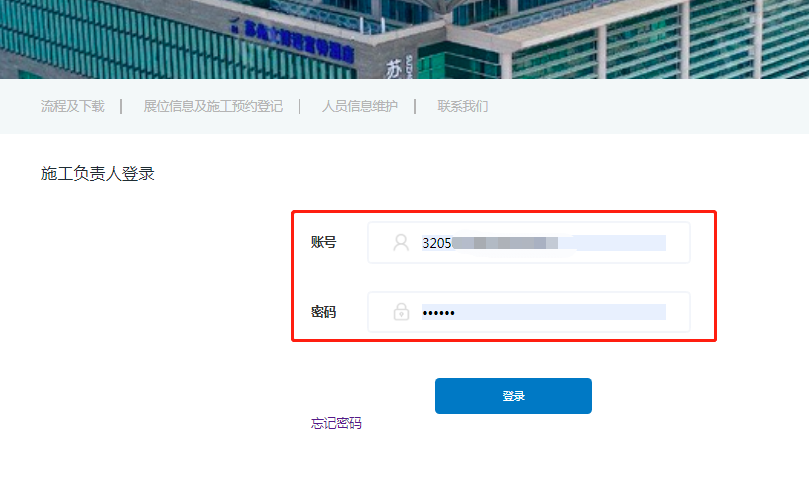 苏
流程及下载 | 展位信息及施工预约登记 | 人员信息维护 | 联系我们
施工负责人登录
账号 3205
密码 ••••••
登录
忘记密码